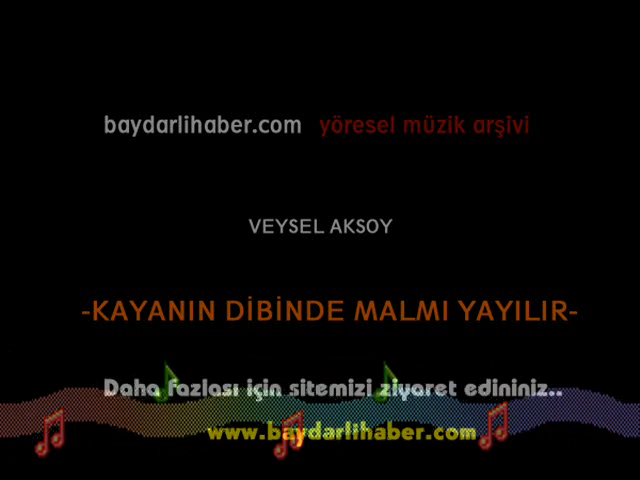 baydarlihaber.com yöresel müzik arşivi
VEYSEL AKSOY
-KAYANIN DİBİNDE MALMI YAYILIR-
Daha fazlası için sitemizi ziyaret edininiz..
www.baydarlihaber.com